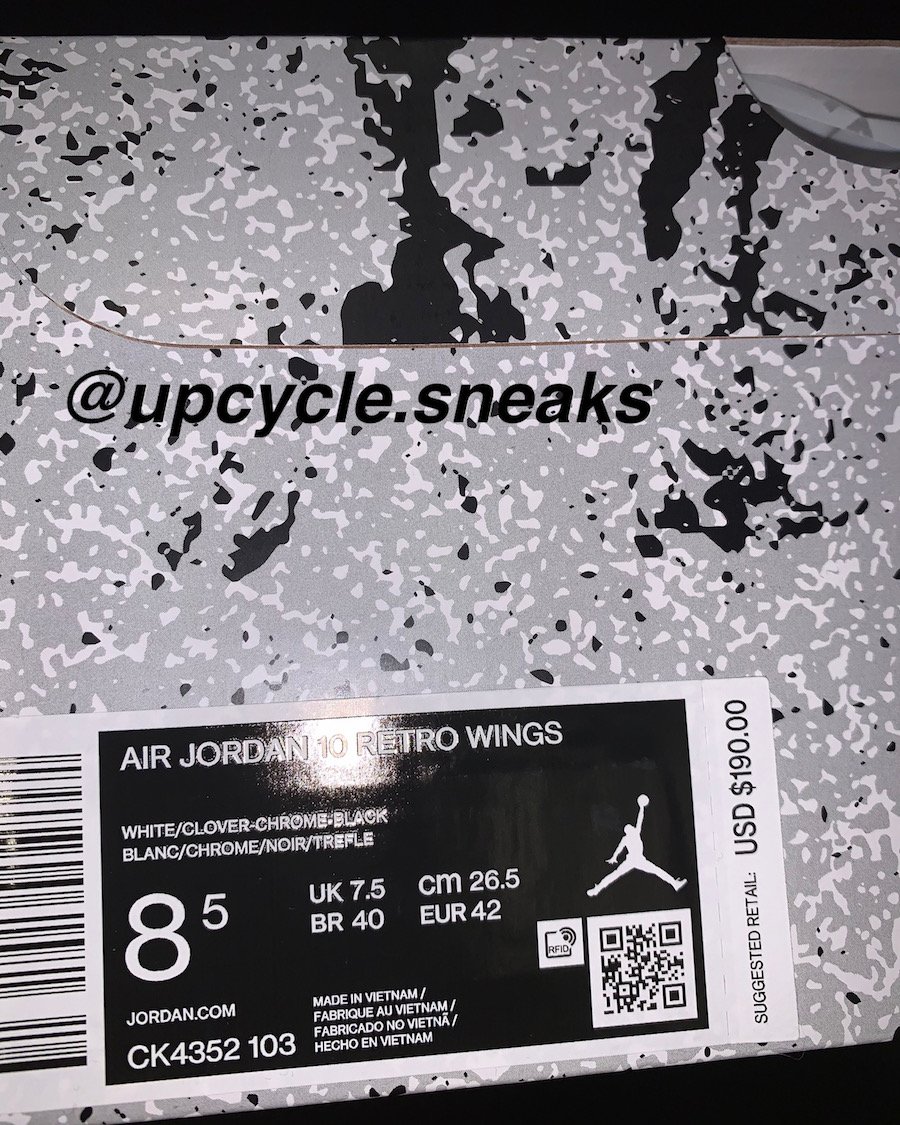 @upcycle.sneaks
AIR JORDAN 10 RETRO WINGS
WHITE/CLOVER-CHROME-BLACK
BLANC/CHROME/NOIR/TREFLE
8 5
UK 7.5 cm 26.5
BR 40 EUR 42
RFID
JORDAN.COM
CK4352 103
MADE IN VIETNAM /
FABRIQUE AU VIETNAM /
FABRICADO NO VIETNÃ /
HECHO EN VIETNAM
SUGGESTED RETAIL: USD $190.00